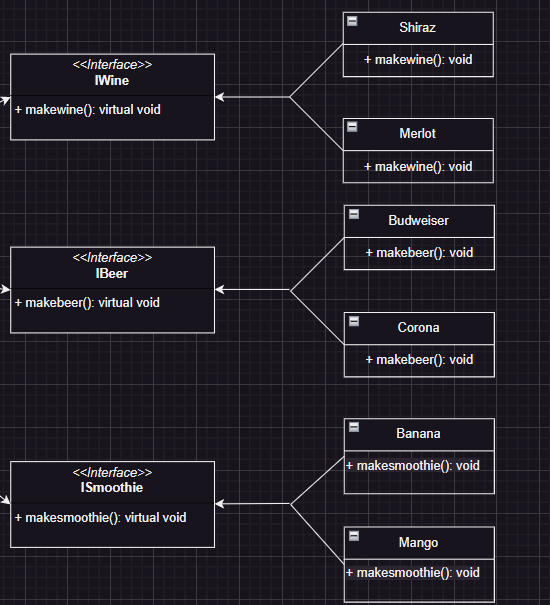 <<Interface>>
IWine
+ makewine(): virtual void
Shiraz
+ makewine(): void
Merlot
+ makewine(): void
<<Interface>>
IBeer
+ makebeer(): virtual void
Budweiser
+ makebeer(): void
Corona
+ makebeer(): void
<<Interface>>
ISmoothie
+ makesmoothie(): virtual void
Banana
+ makesmoothie(): void
Mango
+ makesmoothie(): void